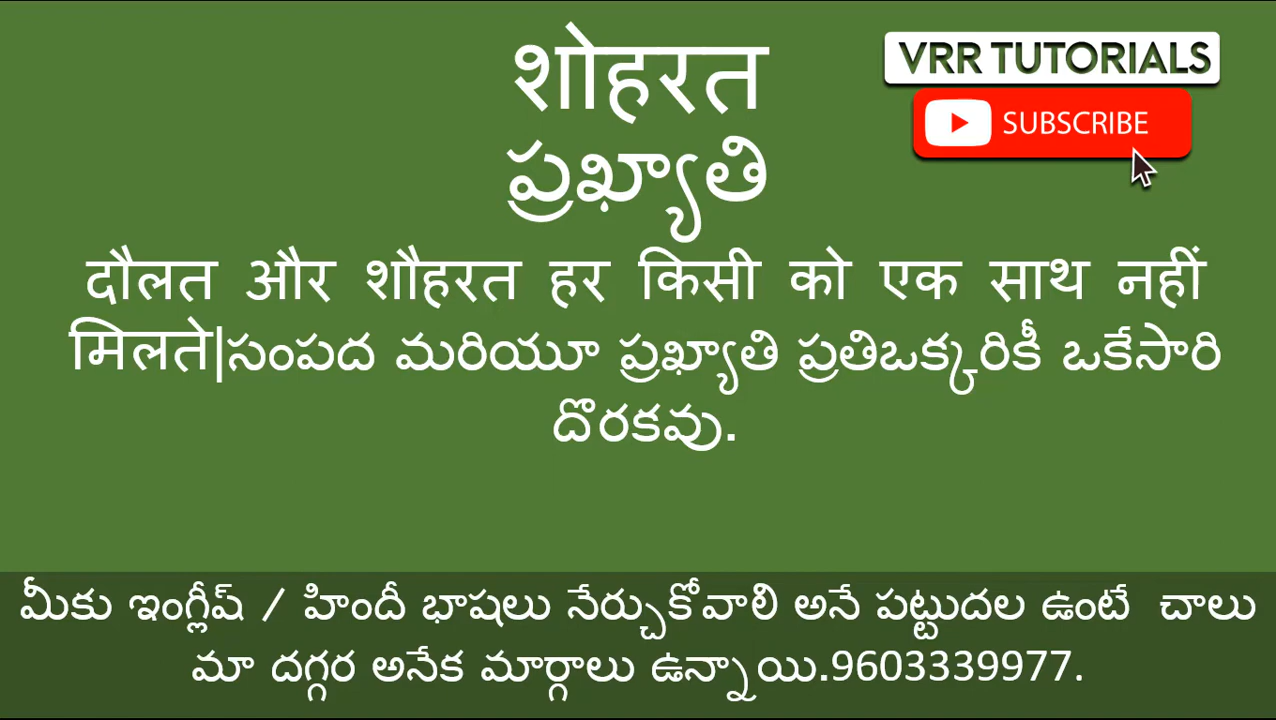 शोहरत
VRR TUTORIALS
SUBSCRIBE
ప్రఖ్యాతి
दौलत और शौहरत हर किसी को एक साथ नहीं
मिलते|సంపద మరియూ ప్రఖ్యాతి ప్రతిఒక్కరికీ ఒకేసారి
దొరకవు.
మీకు ఇంగ్లీష్ / హిందీ భాషలు నేర్చుకోవాలి అనే పట్టుదల ఉంటే చాలు
మా దగ్గర అనేక మార్గాలు ఉన్నాయి.9603339977.